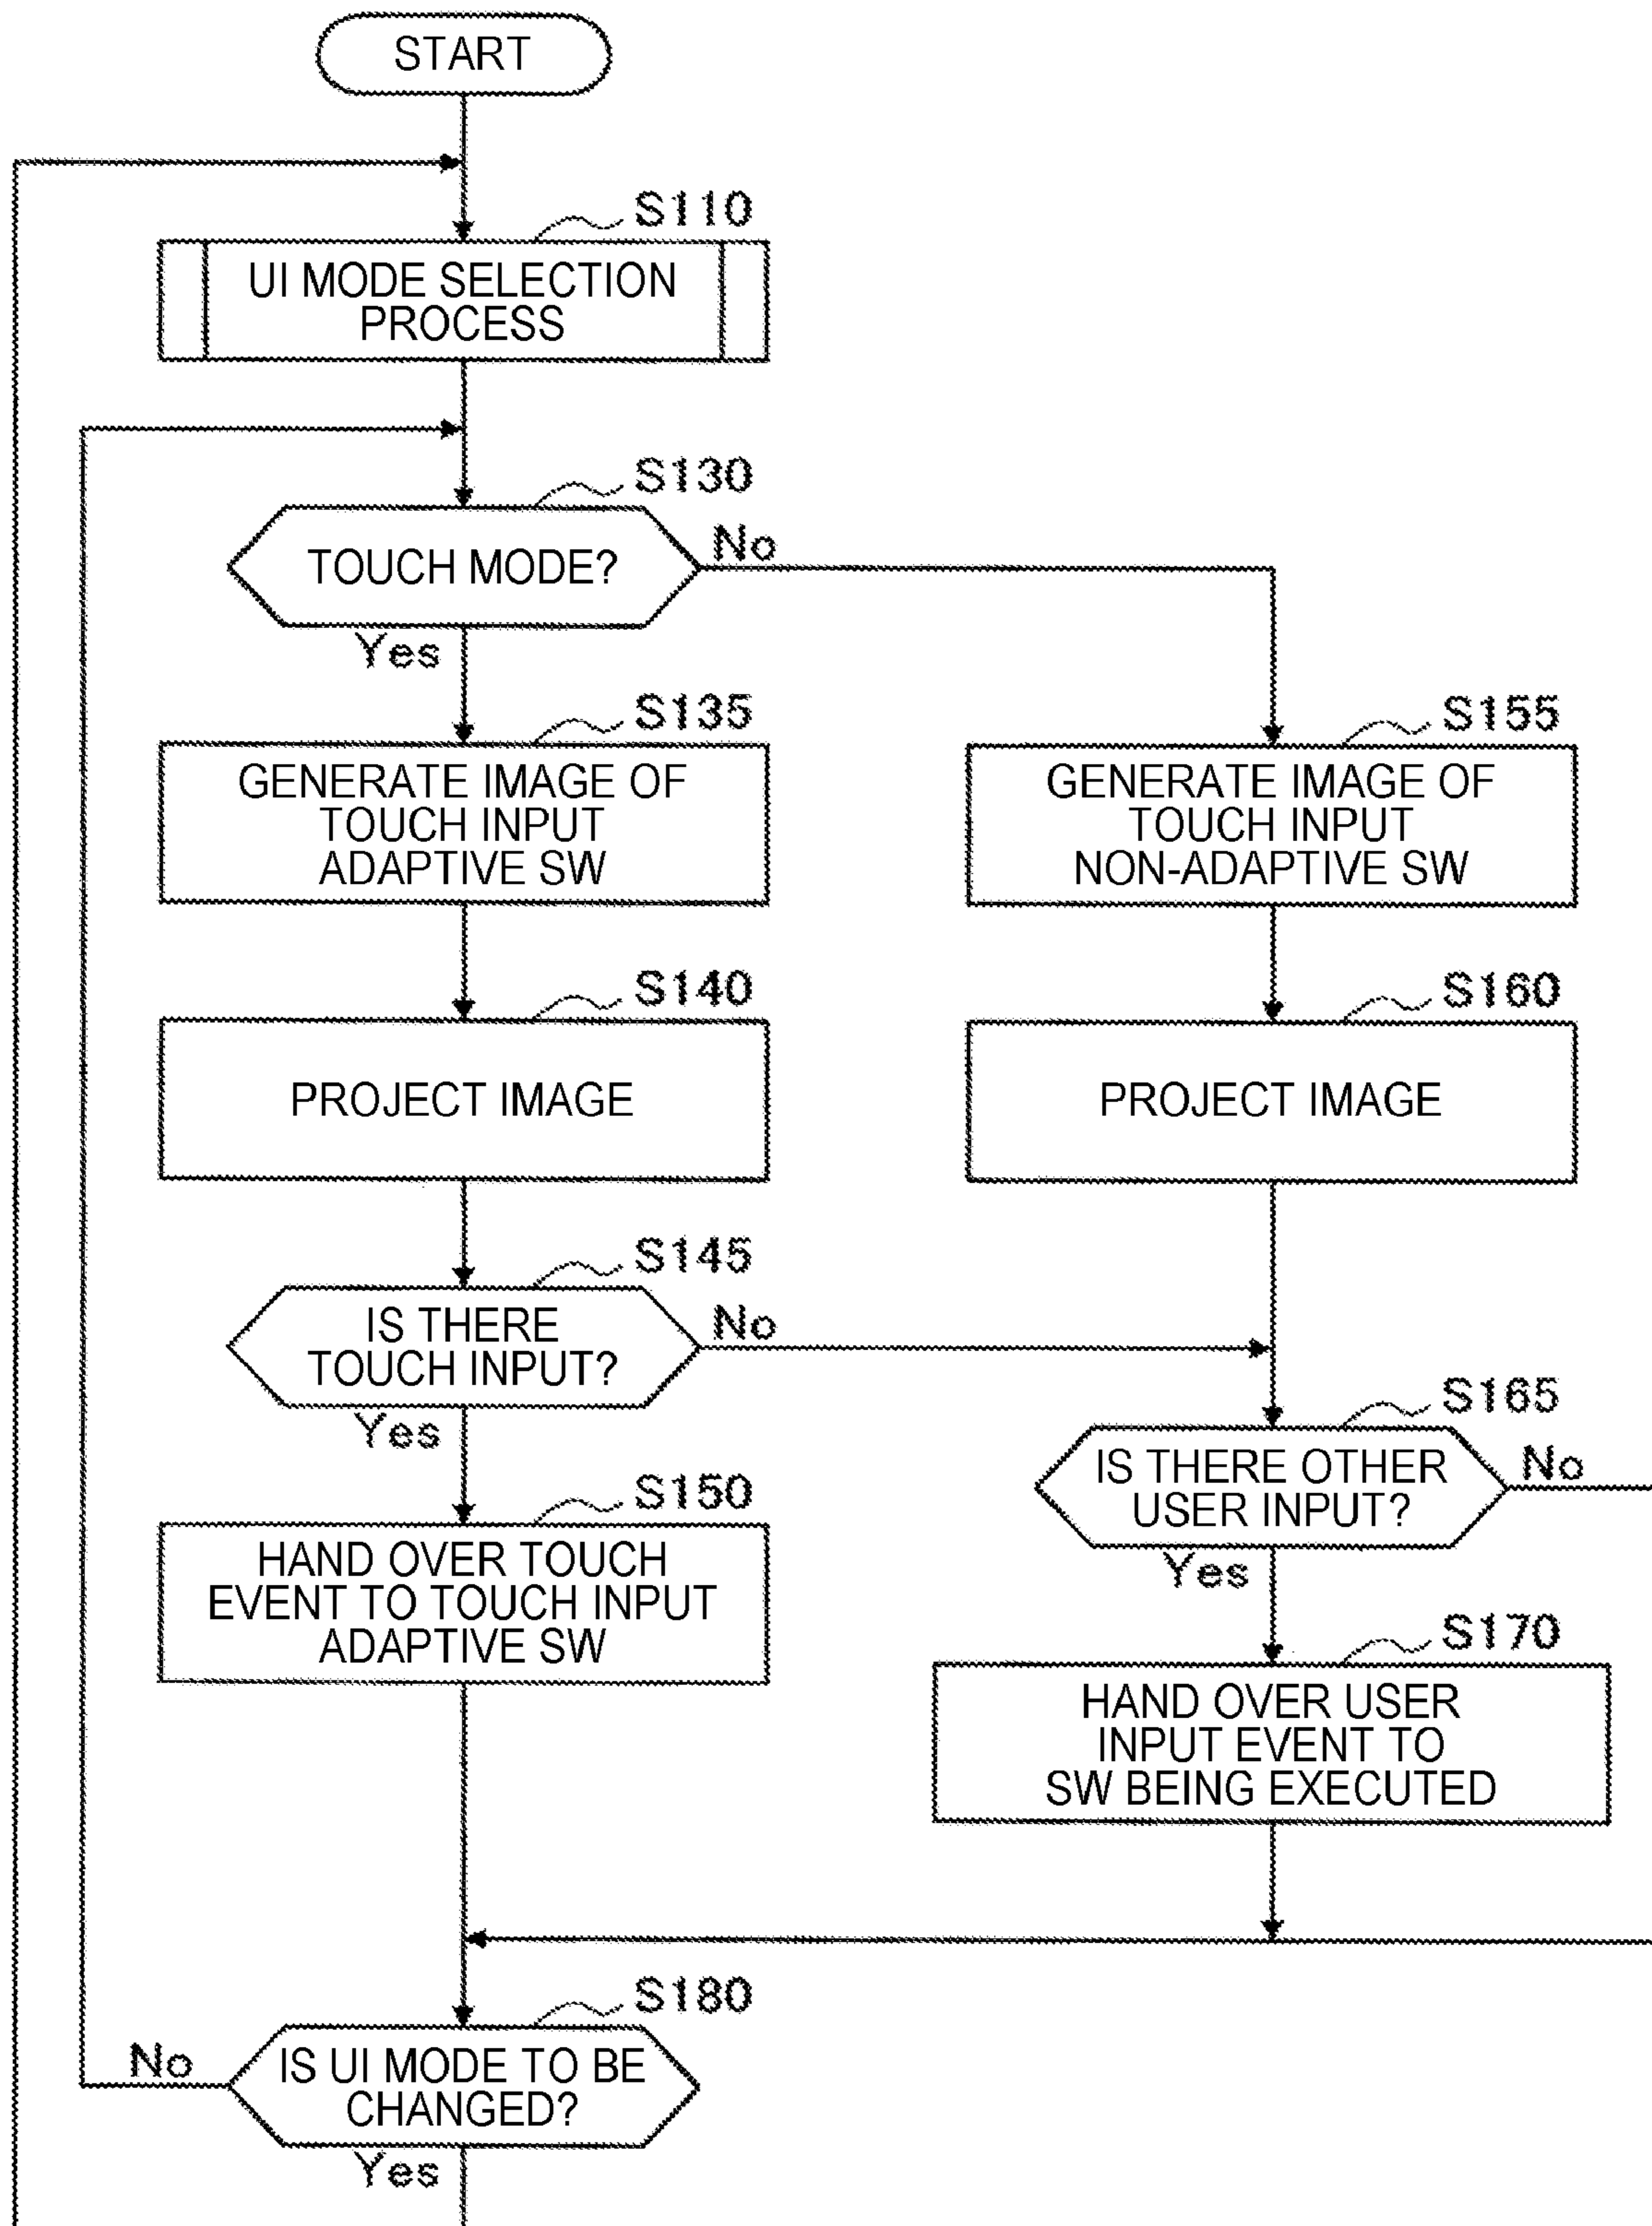 START
S110
UI MODE SELECTION
PROCESS
S130
TOUCH MODE?
No
Yes
S135
GENERATE IMAGE OF
TOUCH INPUT
ADAPTIVE SW
S155
GENERATE IMAGE OF
TOUCH INPUT
NON-ADAPTIVE SW
S140
PROJECT IMAGE
S160
PROJECT IMAGE
S145
IS THERE
TOUCH INPUT?
No
Yes
S165
IS THERE OTHER
USER INPUT?
No
Yes
S150
HAND OVER TOUCH
EVENT TO TOUCH INPUT
ADAPTIVE SW
S170
HAND OVER USER
INPUT EVENT TO
SW BEING EXECUTED
S180
IS UI MODE TO BE
CHANGED?
No
Yes